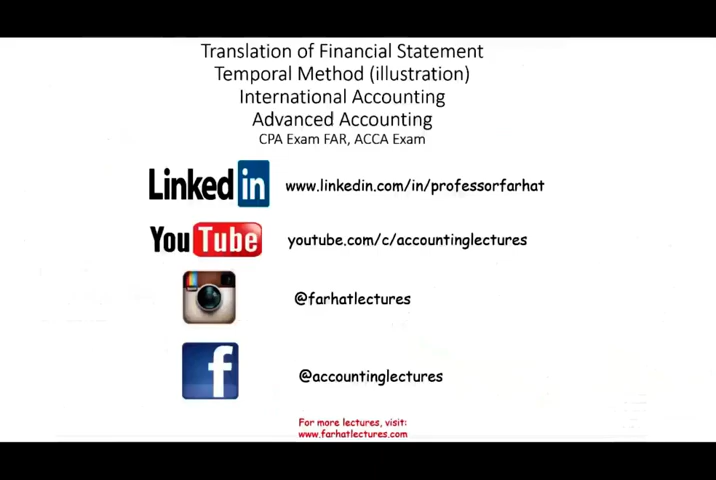 Translation of Financial Statement
Temporal Method (illustration)
International Accounting
Advanced Accounting
CPA Exam FAR, ACCA Exam
Linked in www.linkedin.com/in/professorfarhat
You Tube youtube.com/c/accountinglectures
@farhatlectures
f @accountinglectures
For more lectures, visit:
www.farhatlectures.com